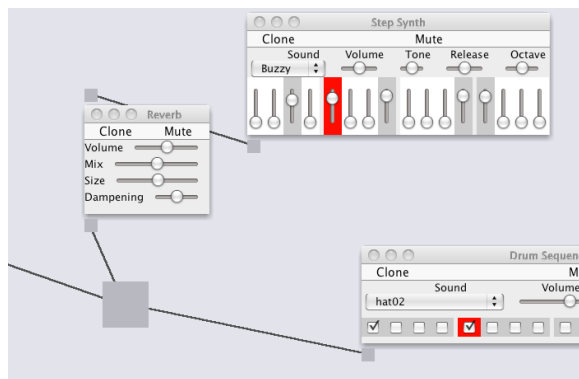 Step Synth
Clone Mute
Sound Volume Tone Release Octave
Buzzy
Reverb
Clone Mute
Volume
Mix
Size
Dampening
Drum Sequen
Clone M
Sound Volume
hat02